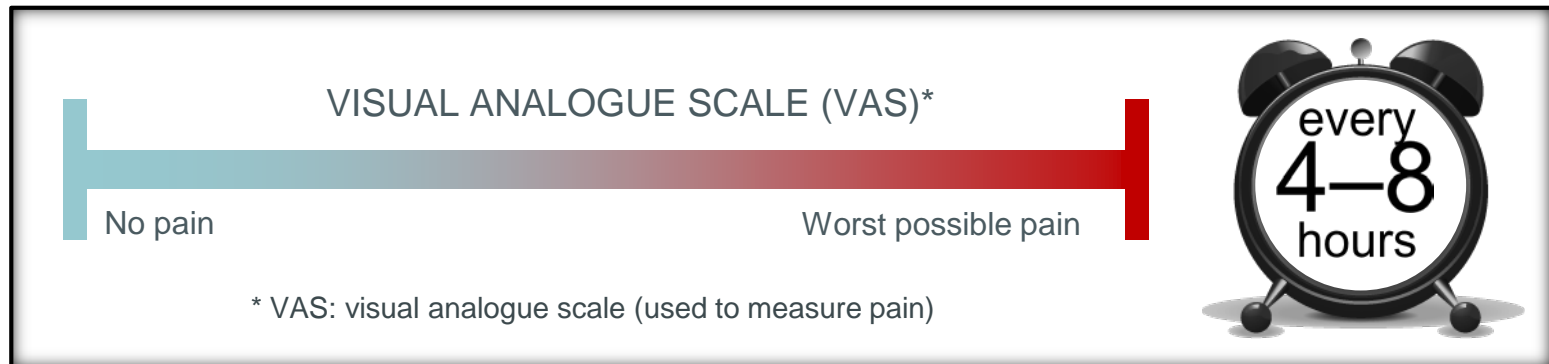 VISUAL ANALOGUE SCALE (VAS)*
No pain
Worst possible pain
* VAS: visual analogue scale (used to measure pain)
every
4–8
hours